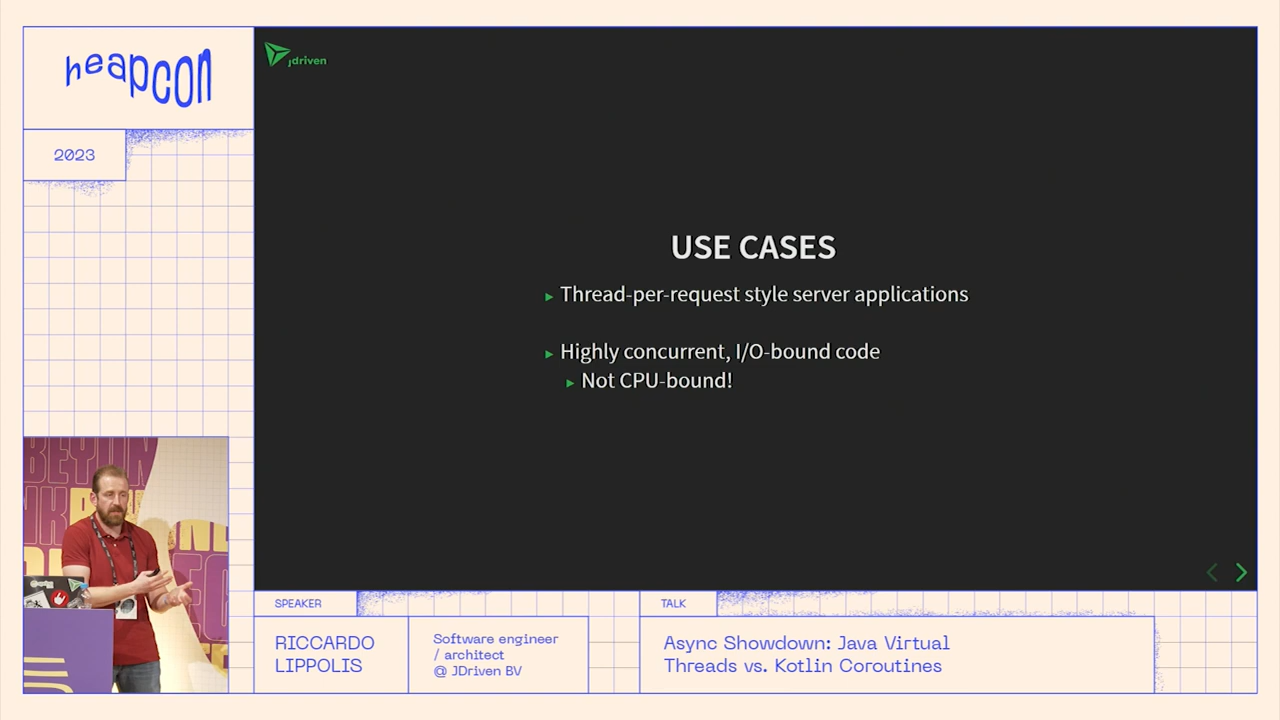 heapcon
2023
jdriven
USE CASES
Thread-per-request style server applications
Highly concurrent, I/O-bound code
Not CPU-bound!
BEYON
SPEAKER
RICCARDO
LIPPOLIS
Software engineer
/ architect
@ JDriven BV
TALK
Async Showdown: Java Virtual
Threads vs. Kotlin Coroutines